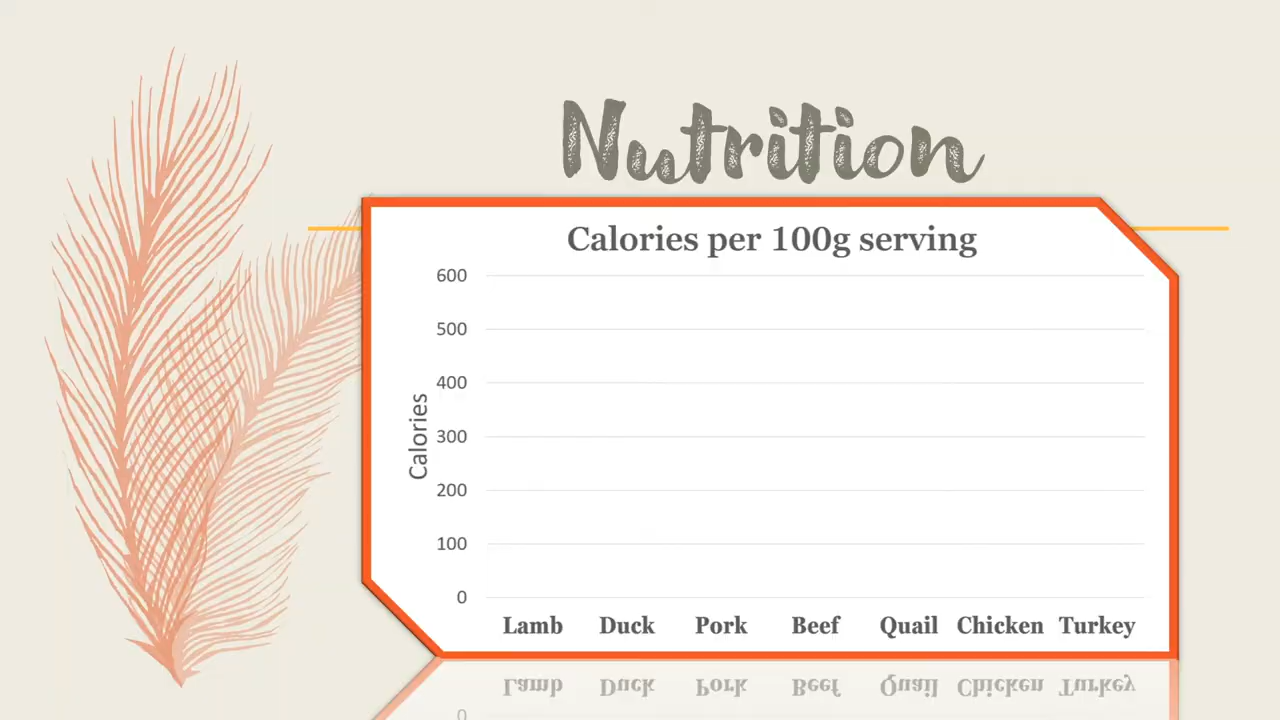 Nutrition
Calories per 100g serving
600
500
400
Calories
300
200
100
0
Lamb Duck Pork Beef Quail Chicken Turkey